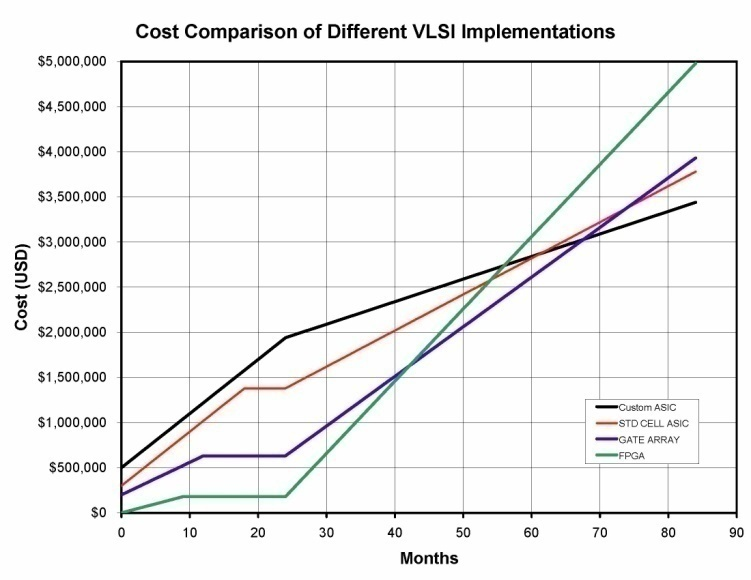 Cost Comparison of Different VLSI Implementations
$5,000,000
$4,500,000
$4,000,000
$3,500,000
$3,000,000
$2,500,000
$2,000,000
$1,500,000
$1,000,000
$500,000
$0
Cost (USD)
Custom ASIC
STD CELL ASIC
GATE ARRAY
FPGA
0 10 20 30 40 50 60 70 80 90
Months